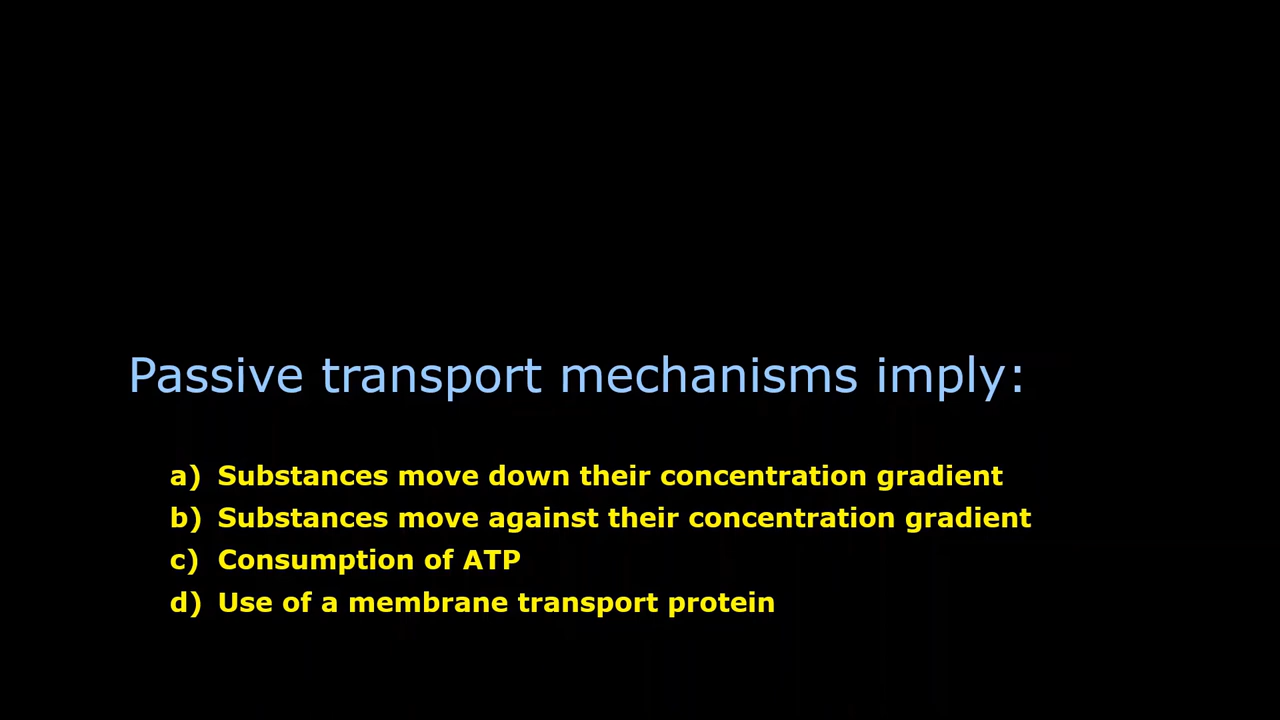 Passive transport mechanisms imply:
a) Substances move down their concentration gradient
b) Substances move against their concentration gradient
c) Consumption of ATP
d) Use of a membrane transport protein